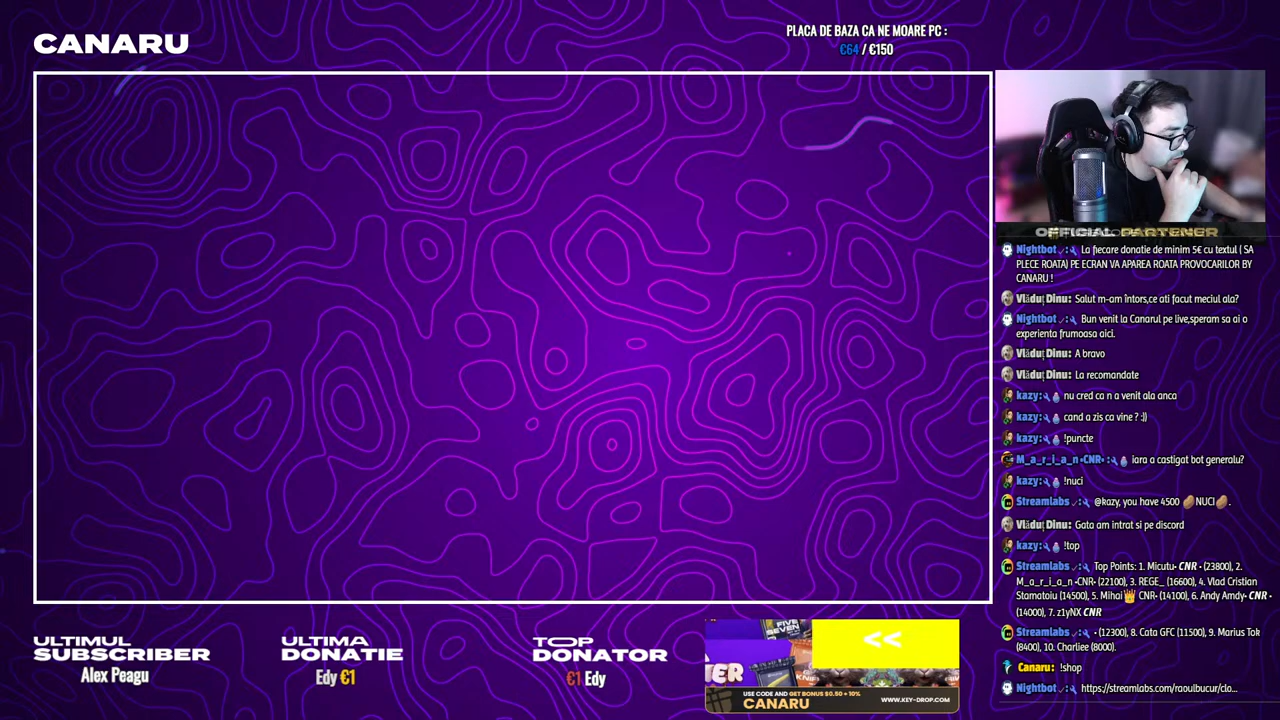 CANARU
PLACA DE BAZA CA NE MOARE PC :
€64 / €150
OFFICIAL PARTENER
Nightbot : La fiecare donatie de minim 5€ cu textul ( SA
PLECE ROATA) PE ECRAN VA APAREA ROATA PROVOCARILOR BY
CANARU !
Vlăduț Dinu: Salut m-am întors,ce ati facut meciul ala?
Nightbot : Bun venit la Canarul pe live,speram sa ai o
experienta frumoasa aici.
Vlăduț Dinu: A bravo
Vlăduț Dinu: La recomandate
kazy: nu cred ca n a venit ala anca
kazy: cand a zis ca vine ? :))
kazy: !puncte
M_a_r_i_a_n •CNR• : iara a castigat bot generalu?
kazy: !nuci
Streamlabs : @kazy, you have 4500 🥔NUCI🥔.
Vlăduț Dinu: Gata am intrat si pe discord
kazy: !top
Streamlabs : Top Points: 1. Micutu• CNR • (23800), 2.
M_a_r_i_a_n •CNR• (22100), 3. REGE_ (16600), 4. Vlad Cristian
Stamatoiu (14500), 5. Mihai👑 CNR• (14100), 6. Andy Amdy• CNR •
(14000), 7. z1yNX CNR
Streamlabs : • (12300), 8. Cata GFC (11500), 9. Marius Tok
(8400), 10. Charliee (8000).
Canaru: !shop
Nightbot : https://streamlabs.com/raoulbucur/clo...
ULTIMUL
SUBSCRIBER
Alex Peagu
ULTIMA
DONATIE
Edy €1
TOP
DONATOR
€1 Edy
FIVE
SEVEN
<<
USE CODE AND GET BONUS $0.50 + 10%
CANARU
WWW.KEY-DROP.COM